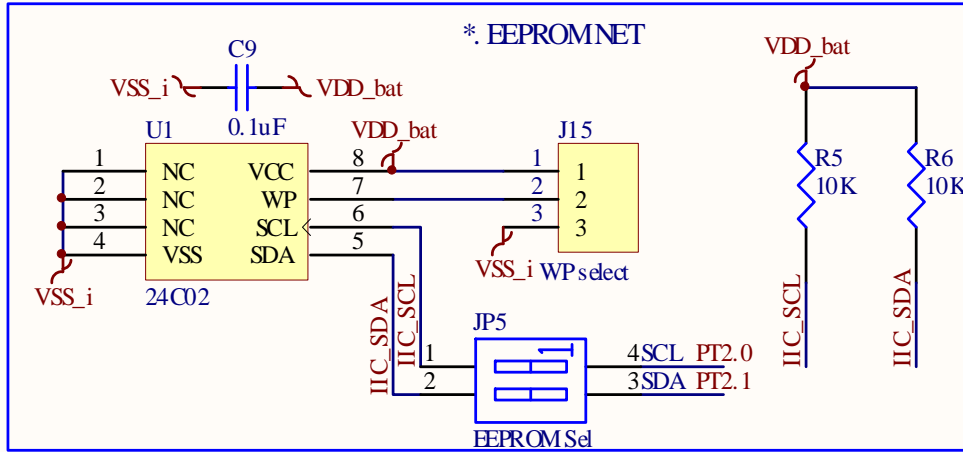 *. EEPROM NET
C9
VSS_i
VDD_bat
0.1uF
U1
VDD_bat
J15
VDD_bat
1 NC VCC 8
2 NC WP 7
3 NC SCL 6
4 VSS SDA 5
1 1
2 2
3 3
R5
10K
R6
10K
VSS_i
24C02
VSS_i
WP select
IIC_SDA
IIC_SCL
IIC_SCL
IIC_SDA
JP5
1
1 4 SCL PT2.0
2 3 SDA PT2.1
EEPROM Sel